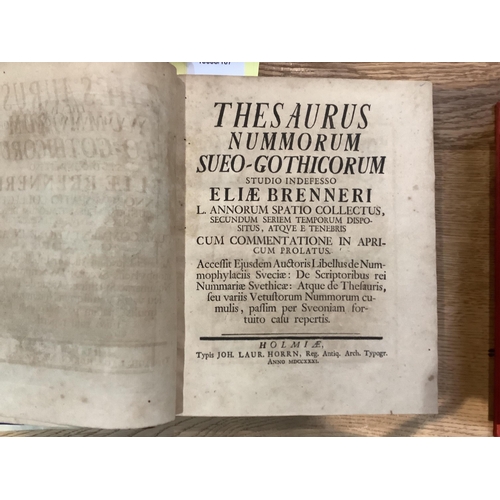 THESAURUS
NUMMORUM
SUEO-GOTHICORUM
STUDIO INDEFESSO
ELIÆ BRENNERI
L. ANNORUM SPATIO COLLECTUS,
SECUNDUM SERIEM TEMPORUM DISPO-
SITUS, ATQVE E TENEBRIS
CUM COMMENTATIONE IN APRI-
CUM PROLATUS.
Accessit Ejusdem Auctoris Libellus de Num-
mophylaciis Sveciæ: De Scriptoribus rei
Nummariæ Svethicæ: Atque de Thesauris,
seu variis Vetustorum Nummorum cu-
mulis, passim per Sveoniam for-
tuito casu repertis.
HOLMIÆ,
Typis JOH. LAUR. HORRN, Reg. Antiq. Arch. Typogr.
ANNO MDCCXXXI.